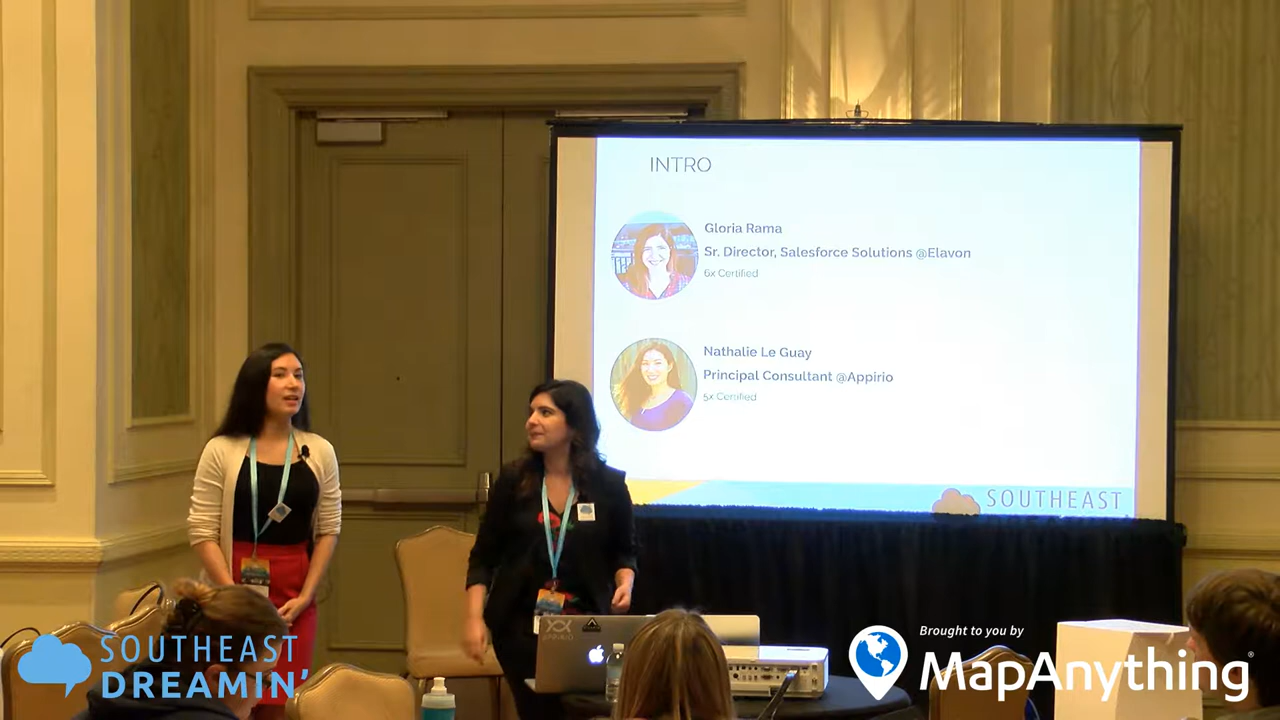 INTRO
Gloria Rama
Sr. Director, Salesforce Solutions @Elavon
6x Certified
Nathalie Le Guay
Principal Consultant @Appirio
5x Certified
SOUTHEAST
SOUTHEAST
DREAMIN'
Brought to you by
MapAnything®